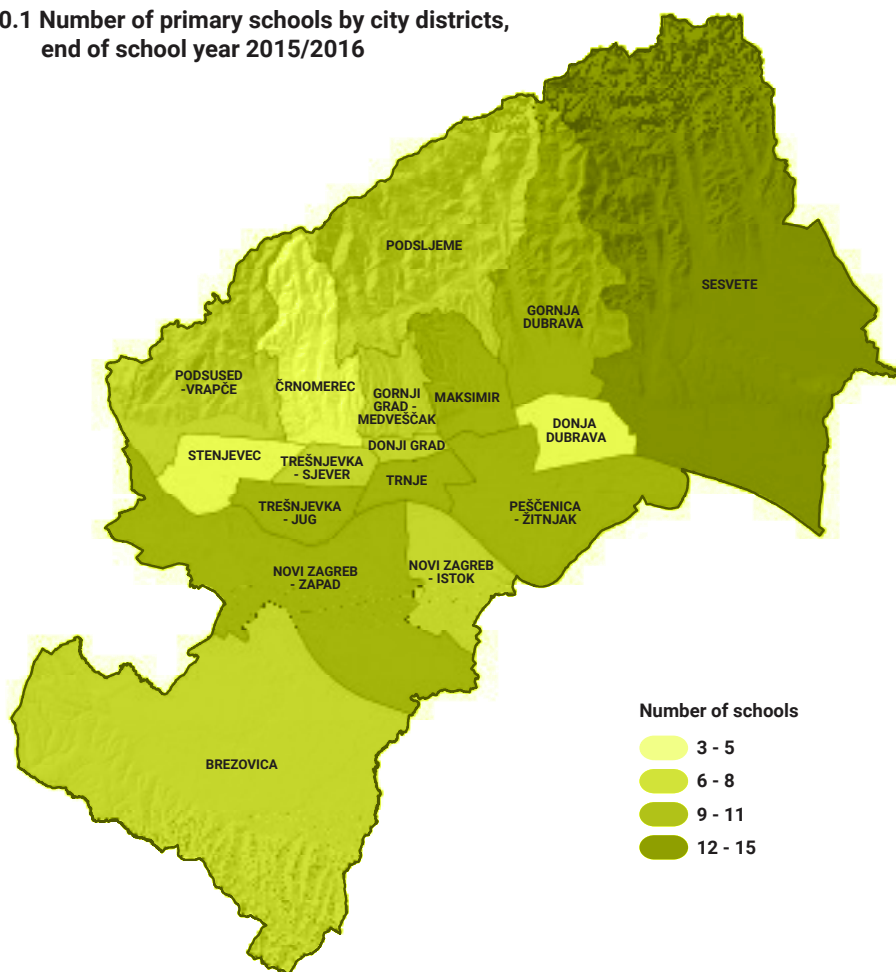 0.1 Number of primary schools by city districts,
end of school year 2015/2016
PODSLJEME
SESVETE
GORNJA
DUBRAVA
PODSUSED
-VRAPČE
ČRNOMEREC
GORNJI
GRAD -
MEDVEŠČAK
MAKSIMIR
DONJA
DUBRAVA
DONJI GRAD
STENJEVEC
TREŠNJEVKA
- SJEVER
TRNJE
TREŠNJEVKA
- JUG
PEŠČENICA
- ŽITNJAK
NOVI ZAGREB
- ISTOK
NOVI ZAGREB
- ZAPAD
BREZOVICA
Number of schools
3 - 5
6 - 8
9 - 11
12 - 15